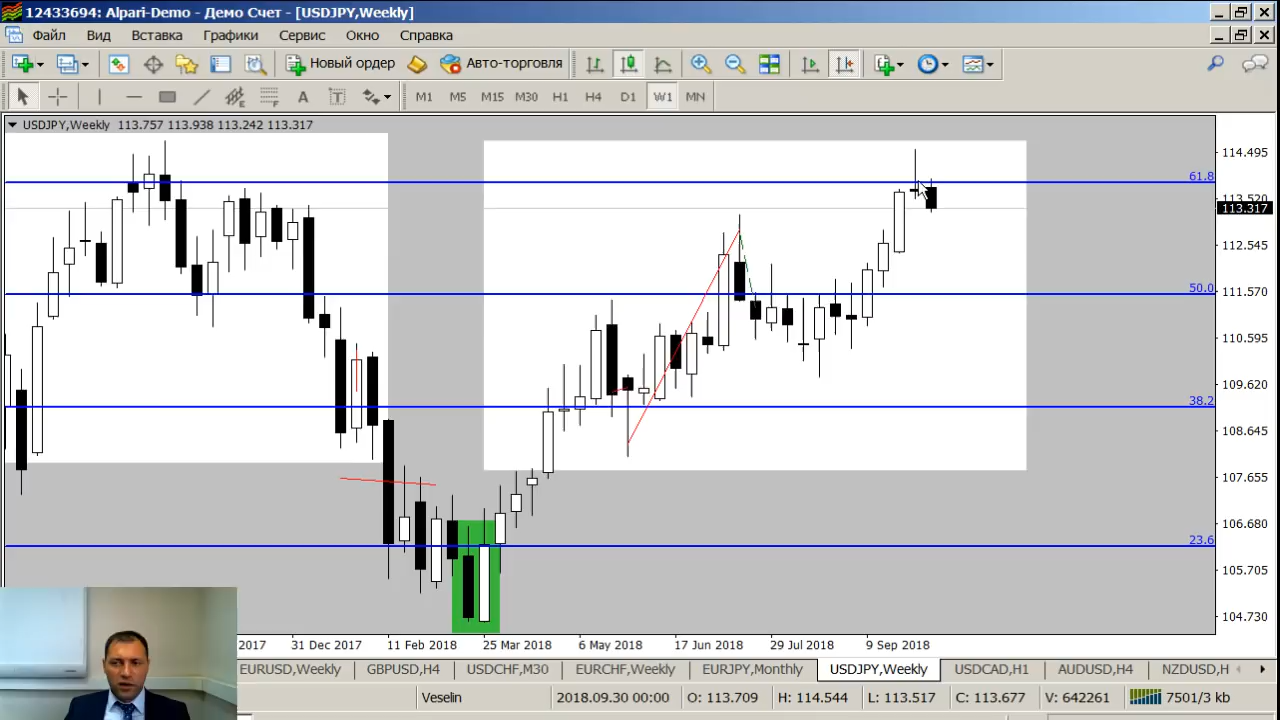 12433694: Alpari-Demo - Демо Счет - [USDJPY,Weekly]
Файл Вид Вставка Графики Сервис Окно Справка
Новый ордер Авто-торговля
A T M1 M5 M15 M30 H1 H4 D1 W1 MN
USDJPY,Weekly 113.757 113.938 113.242 113.317
114.495
61.8
113.520
113.317
112.545
50.0
111.570
110.595
109.620
38.2
108.645
107.655
106.680
23.6
105.705
104.730
2017 31 Dec 2017 11 Feb 2018 25 Mar 2018 6 May 2018 17 Jun 2018 29 Jul 2018 9 Sep 2018
EURUSD,Weekly GBPUSD,H4 USDCHF,M30 EURCHF,Weekly EURJPY,Monthly USDJPY,Weekly USDCAD,H1 AUDUSD,H4 NZDUSD,H
Veselin 2018.09.30 00:00 O: 113.709 H: 114.544 L: 113.517 C: 113.677 V: 642261 7501/3 kb